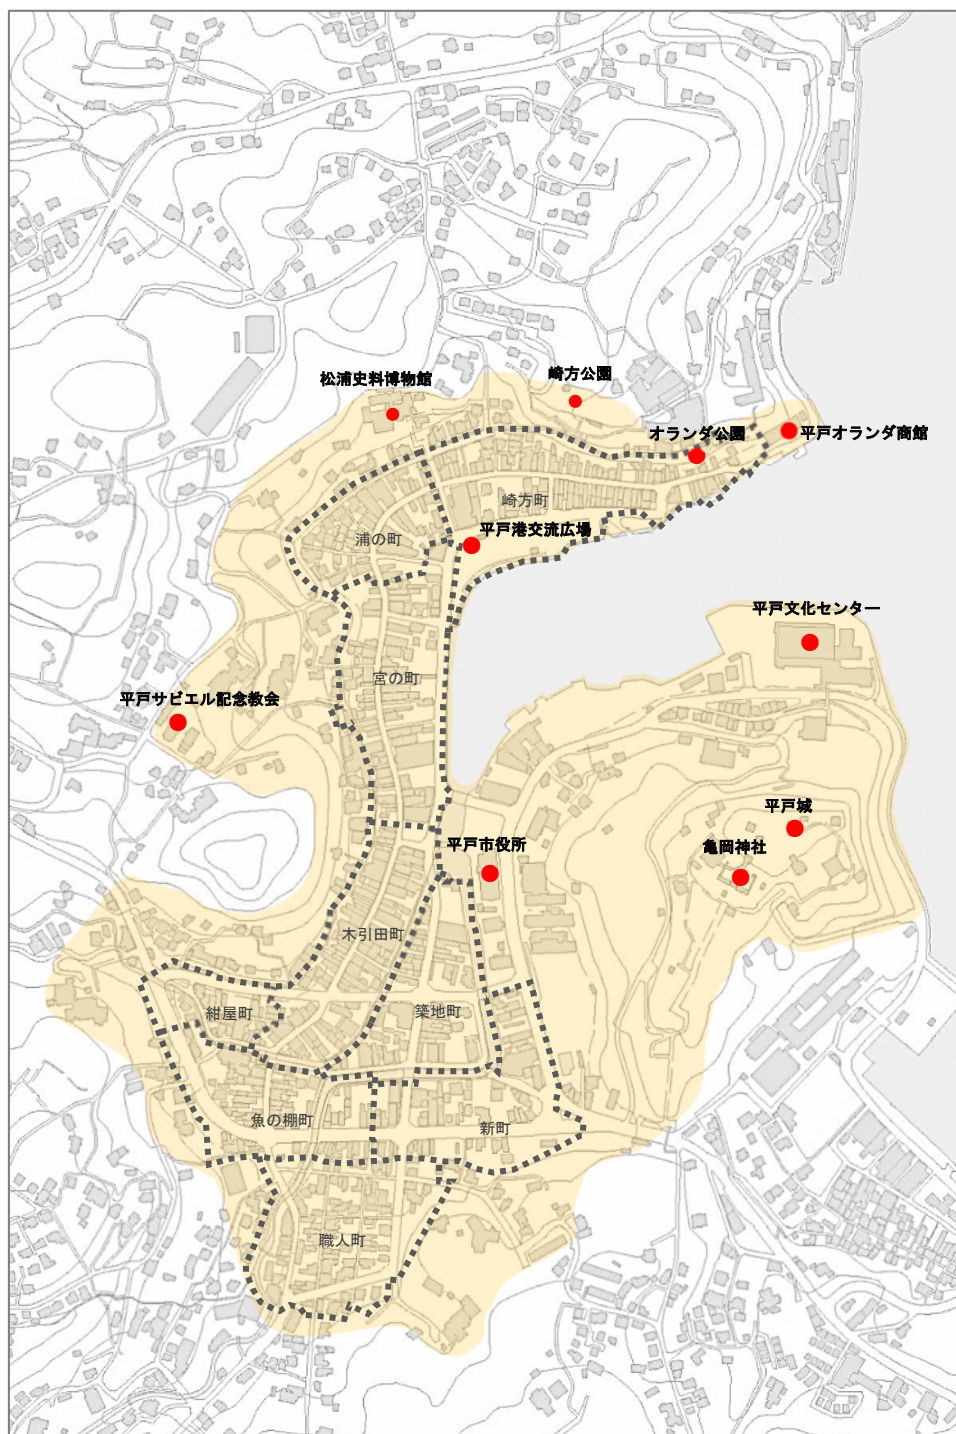 崎方公園
松浦史料博物館
オランダ公園
平戸オランダ商館
崎方町
平戸港交流広場
浦の町
平戸文化センター
宮の町
平戸サビエル記念教会
平戸城
平戸市役所
亀岡神社
木引田町
紺屋町
築地町
魚の棚町
新町
職人町